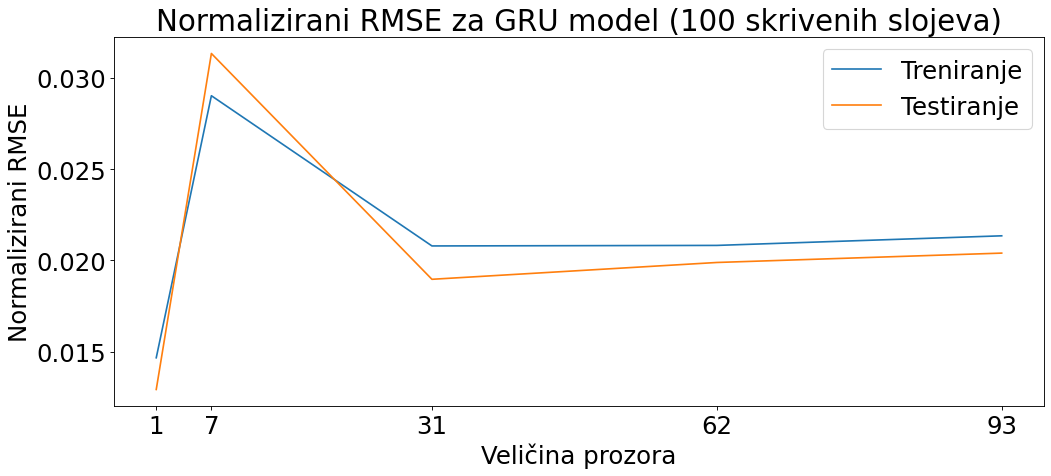 Normalizirani RMSE za GRU model (100 skrivenih slojeva)
Treniranje
Testiranje
Normalizirani RMSE
0.030
0.025
0.020
0.015
1 7 31 62 93
Veličina prozora